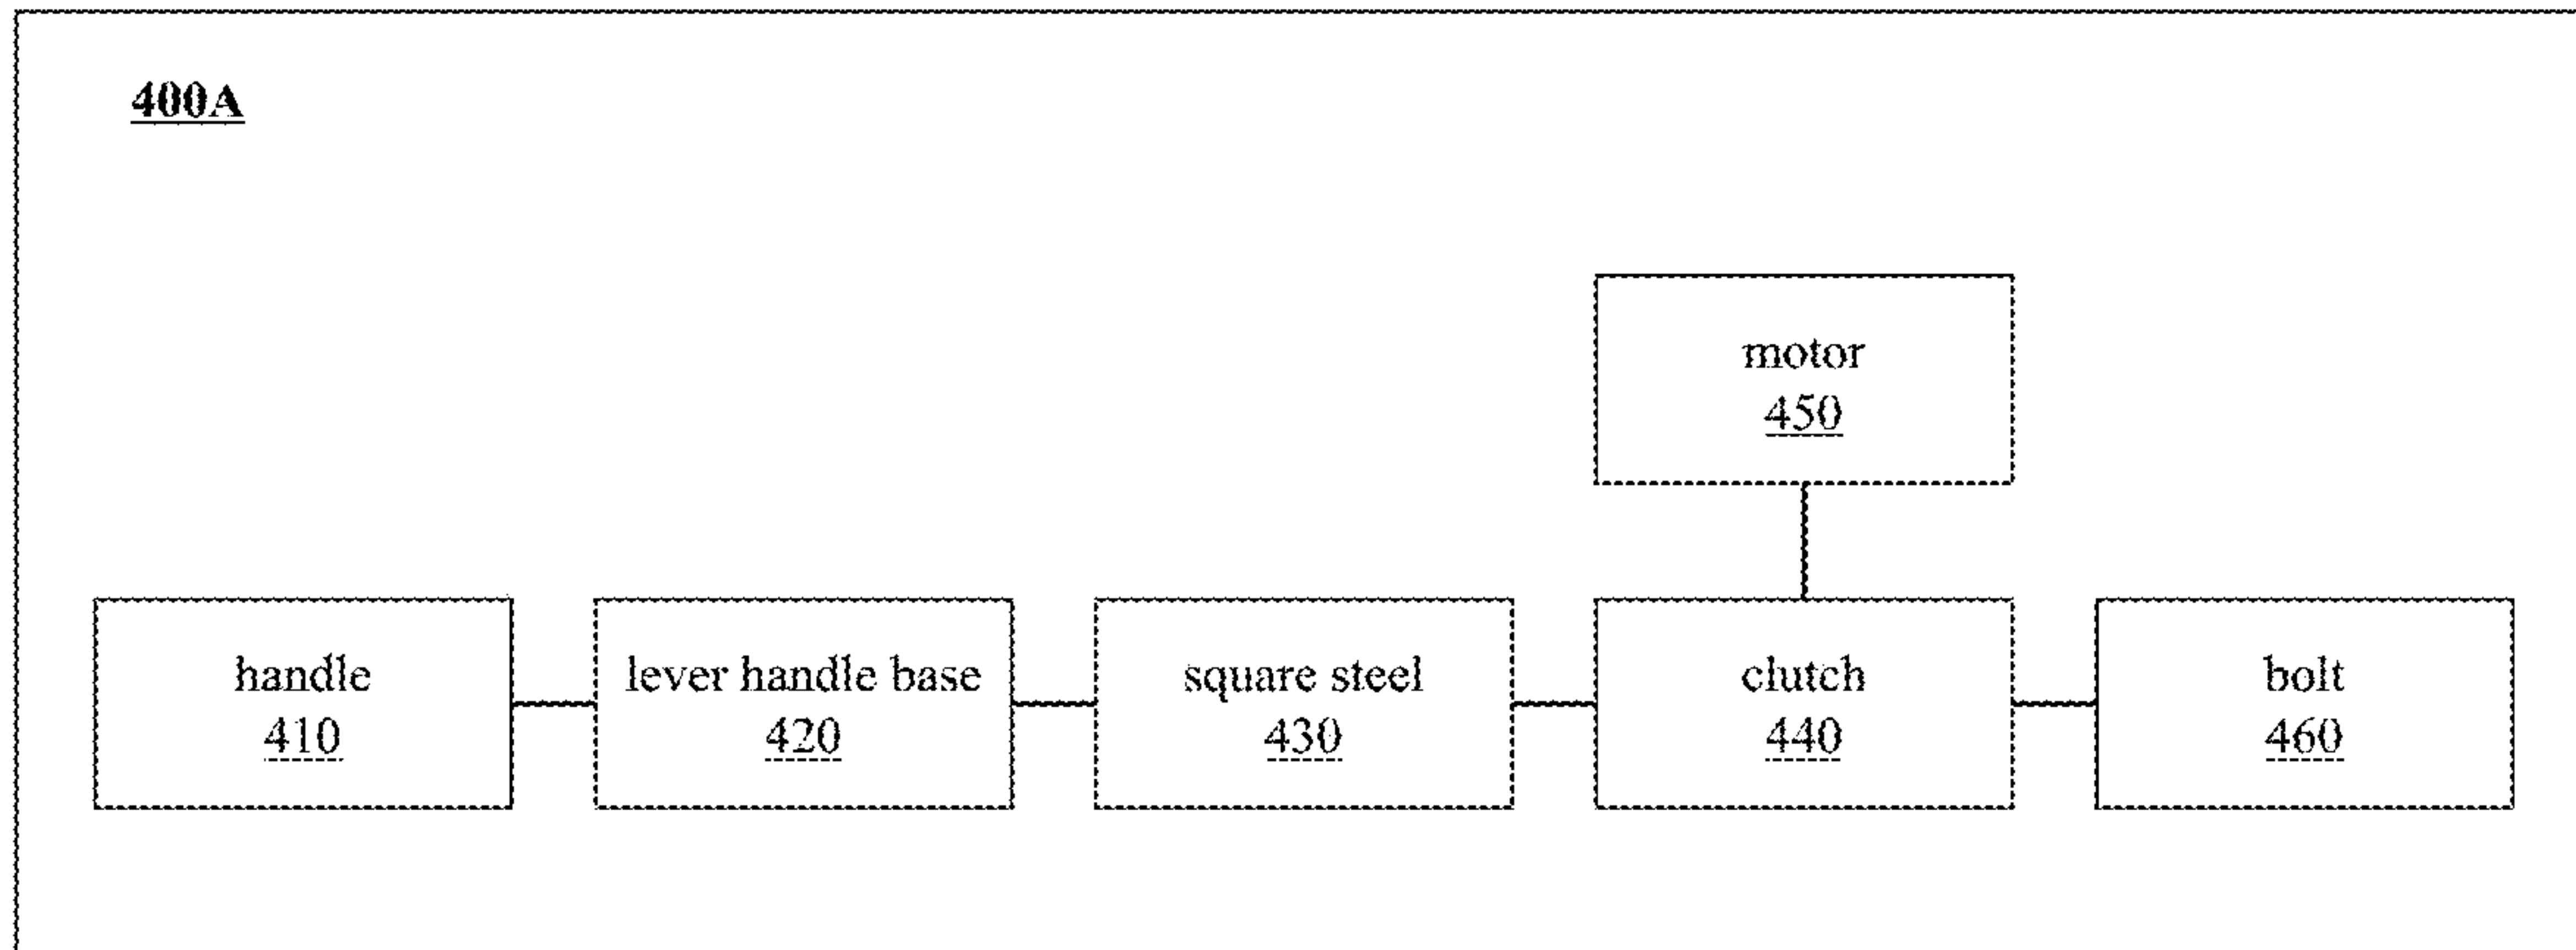 400A
motor
450
handle
410
lever handle base
420
square steel
430
clutch
440
bolt
460